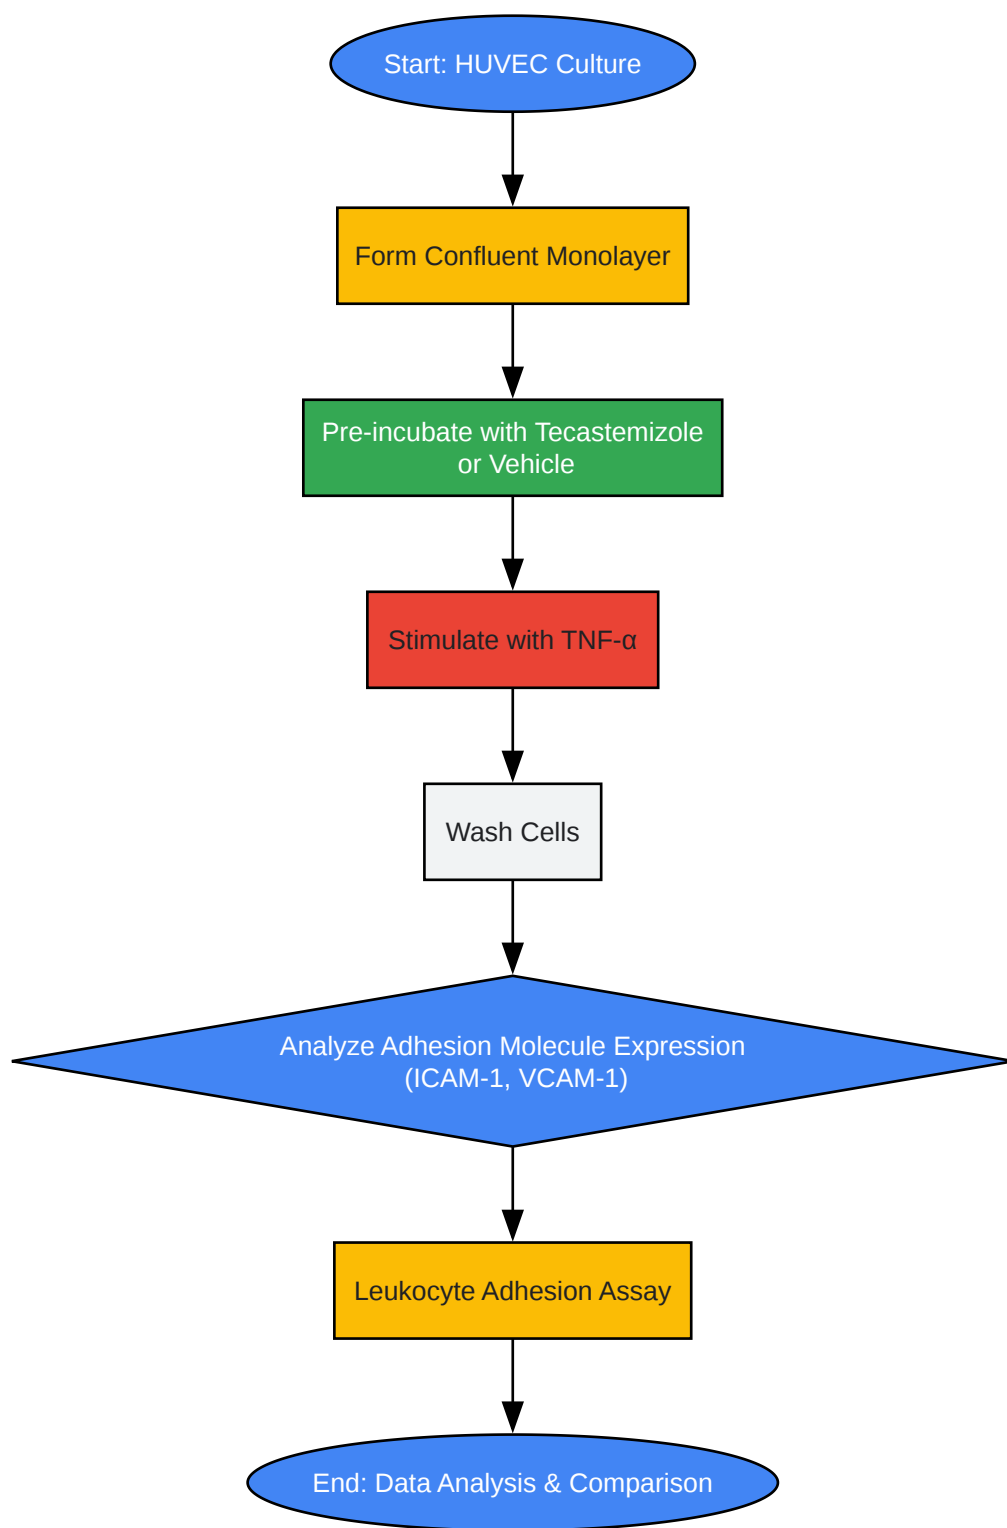 Start: HUVEC Culture
Form Confluent Monolayer
Pre-incubate with Tecastemizole
or Vehicle
Stimulate with TNF-α
Wash Cells
Analyze Adhesion Molecule Expression
(ICAM-1, VCAM-1)
Leukocyte Adhesion Assay
End: Data Analysis & Comparison